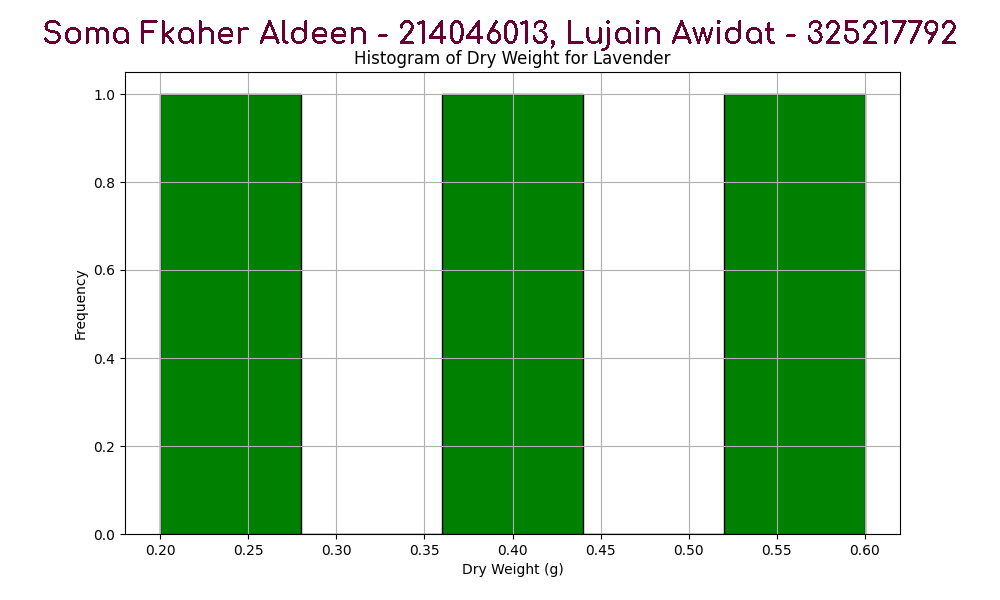 Soma Fkaher Aldeen - 214046013, Lujain Awidat - 325217792
Histogram of Dry Weight for Lavender
1.0
0.8
0.6
0.4
0.2
0.0
Frequency
0.20 0.25 0.30 0.35 0.40 0.45 0.50 0.55 0.60
Dry Weight (g)